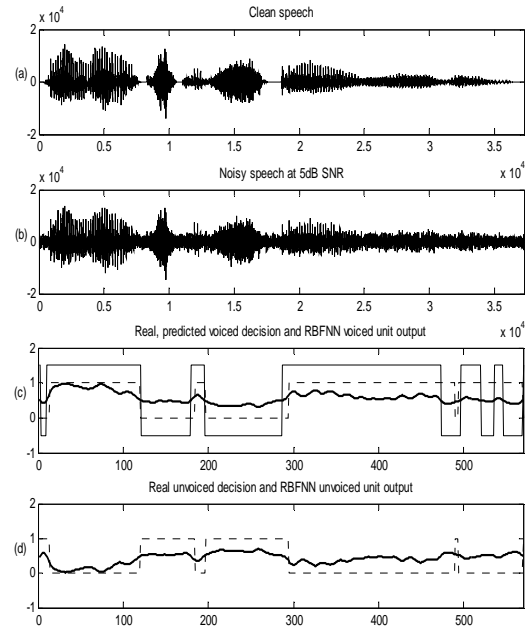 Clean speech
x 10^4
2
(a) 0
-2
0 0.5 1 1.5 2 2.5 3 3.5
x 10^4
Noisy speech at 5dB SNR
x 10^4
2
(b) 0
-2
0 0.5 1 1.5 2 2.5 3 3.5
x 10^4
Real, predicted voiced decision and RBFNN voiced unit output
2
1
(c)
0
-1
0 100 200 300 400 500
Real unvoiced decision and RBFNN unvoiced unit output
2
1
(d)
0
-1
0 100 200 300 400 500